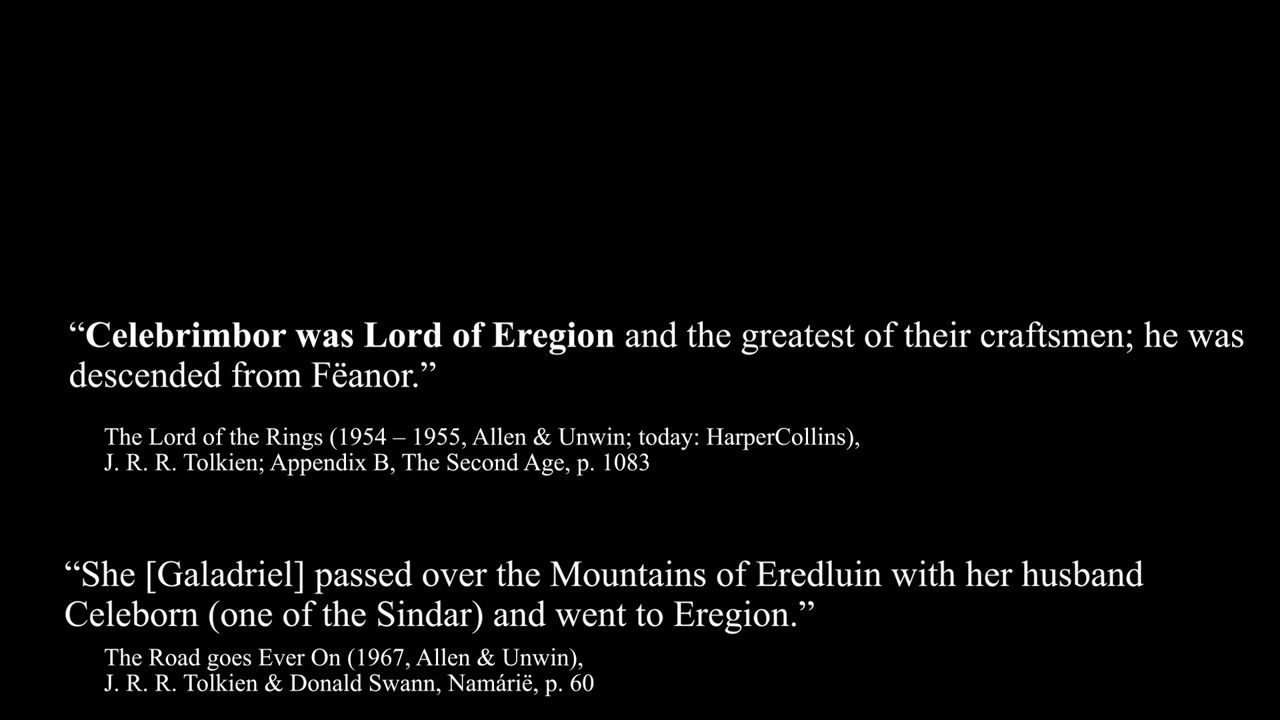 “Celebrimbor was Lord of Eregion and the greatest of their craftsmen; he was
descended from Fëanor.”
The Lord of the Rings (1954 – 1955, Allen & Unwin; today: HarperCollins),
J. R. R. Tolkien; Appendix B, The Second Age, p. 1083
“She [Galadriel] passed over the Mountains of Eredluin with her husband
Celeborn (one of the Sindar) and went to Eregion.”
The Road goes Ever On (1967, Allen & Unwin),
J. R. R. Tolkien & Donald Swann, Namárië, p. 60